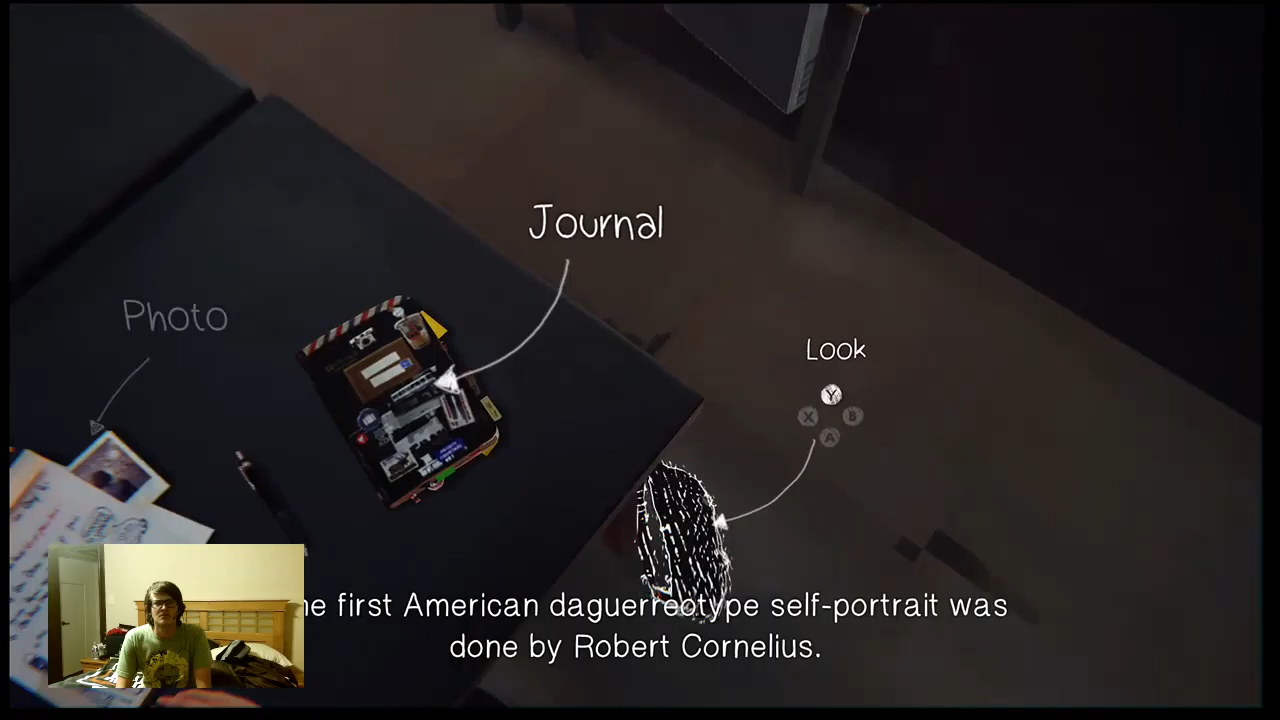 Journal
Photo
Look
Y
X
B
A
he first American daguerreotype self-portrait was
done by Robert Cornelius.